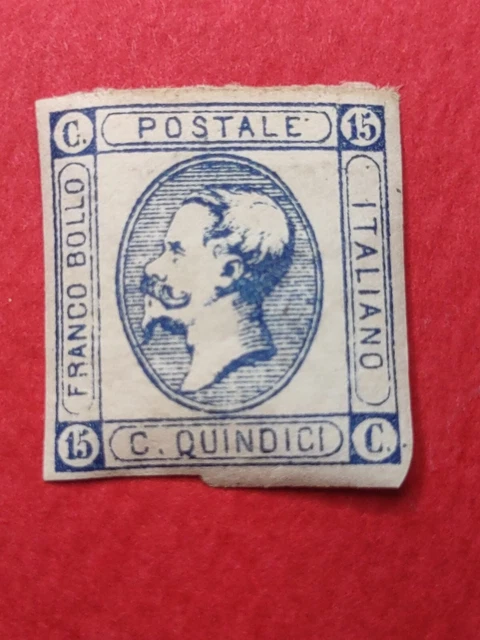 C. POSTALE 15
FRANCO BOLLO
ITALIANO
15 C. QUINDICI C.